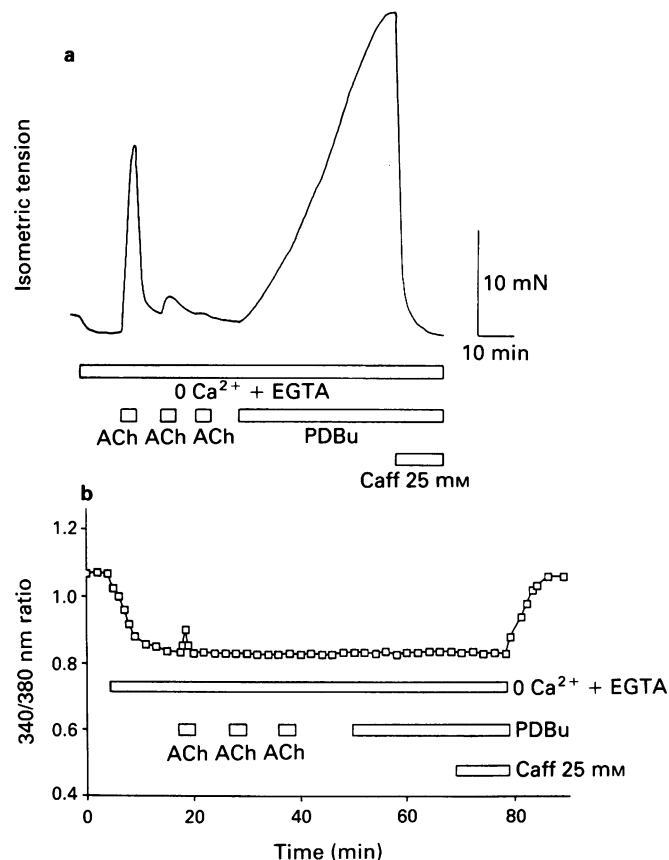 a
Isometric tension
10 mN
10 min
0 Ca²⁺ + EGTA
ACh ACh ACh PDBu
Caff 25 mM
b
340/380 nm ratio
1.2
1.0
0.8
0.6
0.4
0 Ca²⁺ + EGTA
PDBu
ACh ACh ACh
Caff 25 mM
0 20 40 60 80
Time (min)